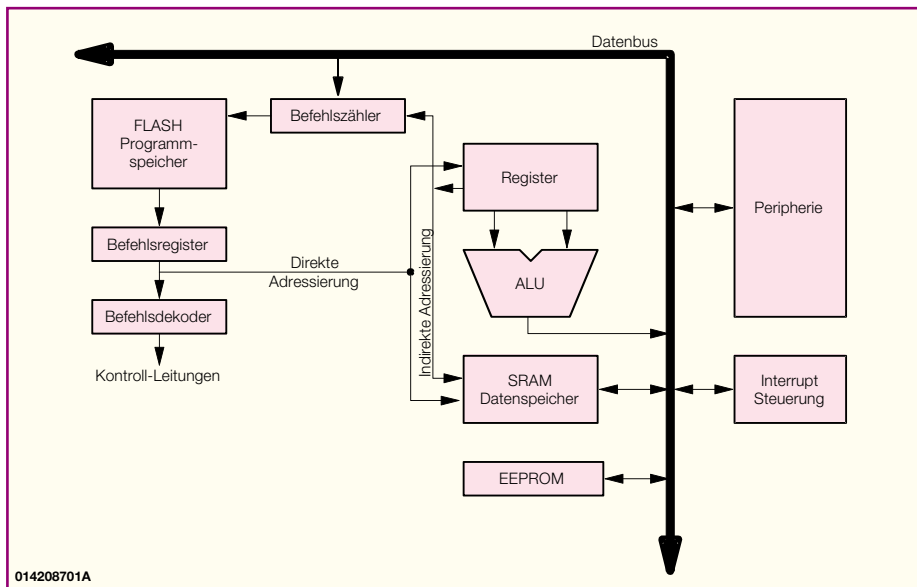 Datenbus
FLASH
Programm-
speicher
Befehlszähler
Register
Peripherie
Befehlsregister
Direkte
Adressierung
Indirekte Adressierung
ALU
Befehlsdekoder
Kontroll-Leitungen
SRAM
Datenspeicher
Interrupt
Steuerung
EEPROM
014208701A